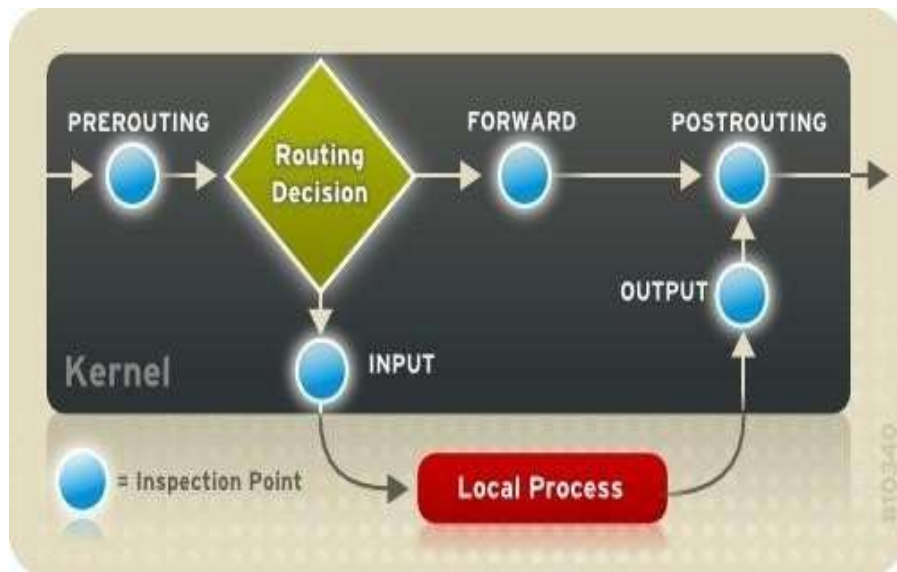 PREROUTING
Routing
Decision
FORWARD
POSTROUTING
OUTPUT
INPUT
Kernel
= Inspection Point
Local Process